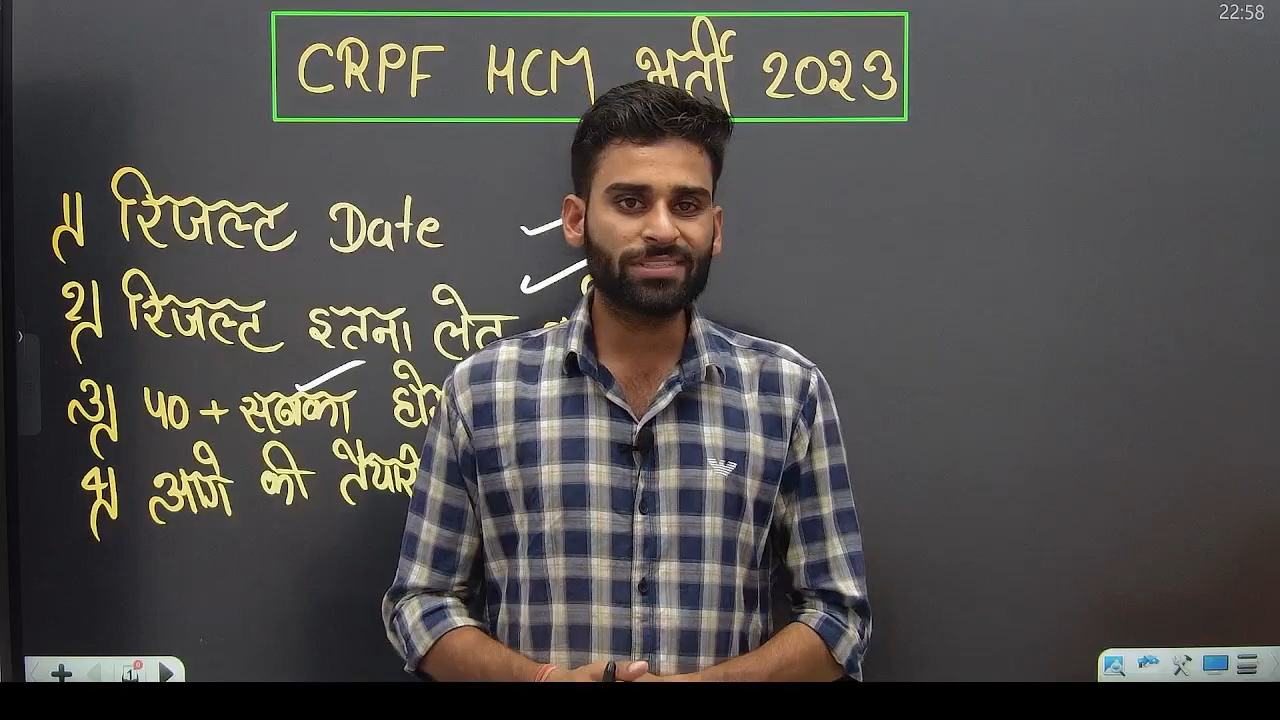 22:58
CRPF HCM भर्ती 2023
1) रिजल्ट Date
2) रिजल्ट इतना लेत
3) 40+ सबका
4) आगे की